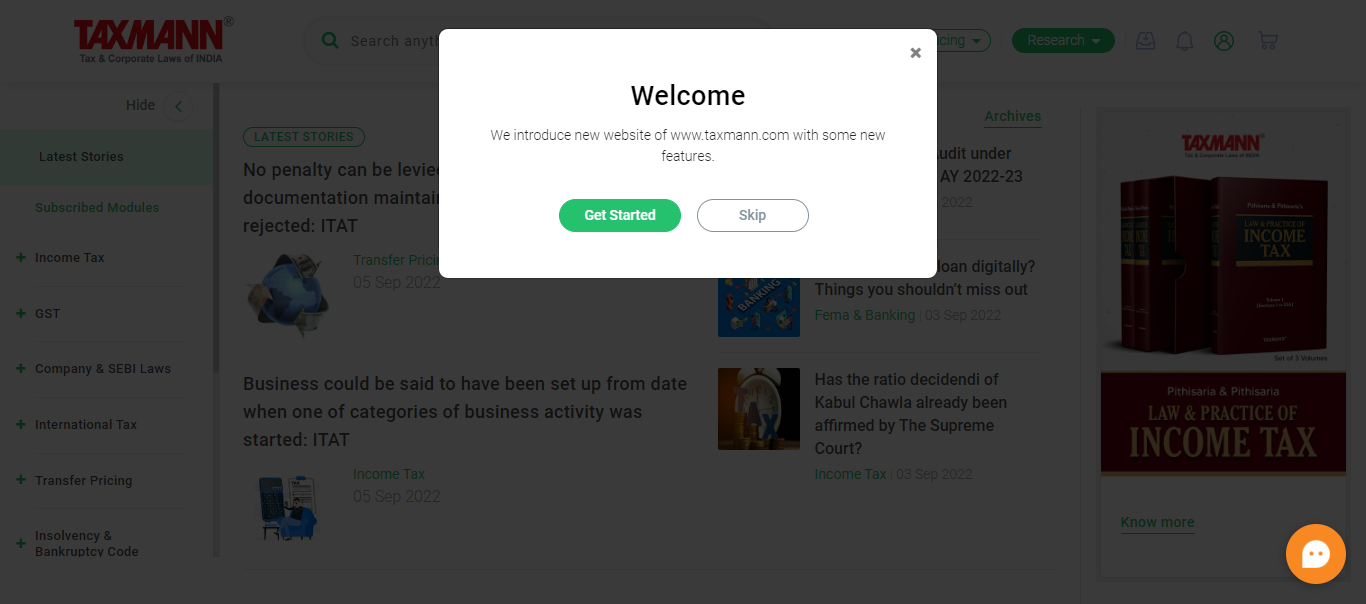 TAXMANN®
Tax & Corporate Laws of INDIA
Search anyti
cing
Research
Hide
Latest Stories
Subscribed Modules
+ Income Tax
+ GST
+ Company & SEBI Laws
+ International Tax
+ Transfer Pricing
+ Insolvency &
Bankruptcy Code
Welcome
We introduce new website of www.taxmann.com with some new
features.
Get Started
Skip
LATEST STORIES
No penalty can be levie
documentation maintai
rejected: ITAT
Transfer Prici
05 Sep 2022
Business could be said to have been set up from date
when one of categories of business activity was
started: ITAT
Income Tax
05 Sep 2022
Archives
udit under
AY 2022-23
2022
loan digitally?
Things you shouldn't miss out
Fema & Banking | 03 Sep 2022
BANKING
Has the ratio decidendi of
Kabul Chawla already been
affirmed by The Supreme
Court?
Income Tax | 03 Sep 2022
TAXMANN®
Tax & Corporate Laws of INDIA
Pithisaria & Pithisaria's
LAW & PRACTICE OF
INCOME
TAX
Volume 1
TAXMANN®
Set of 3 Volumes
Pithisaria & Pithisaria
LAW & PRACTICE OF
INCOME TAX
Know more